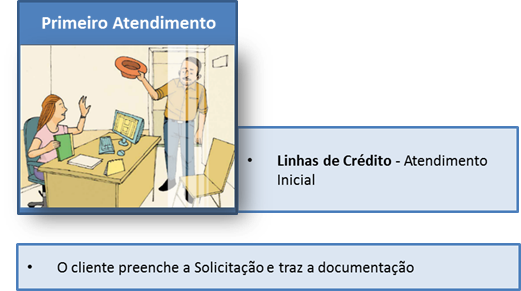 Primeiro Atendimento
• Linhas de Crédito - Atendimento
Inicial
• O cliente preenche a Solicitação e traz a documentação